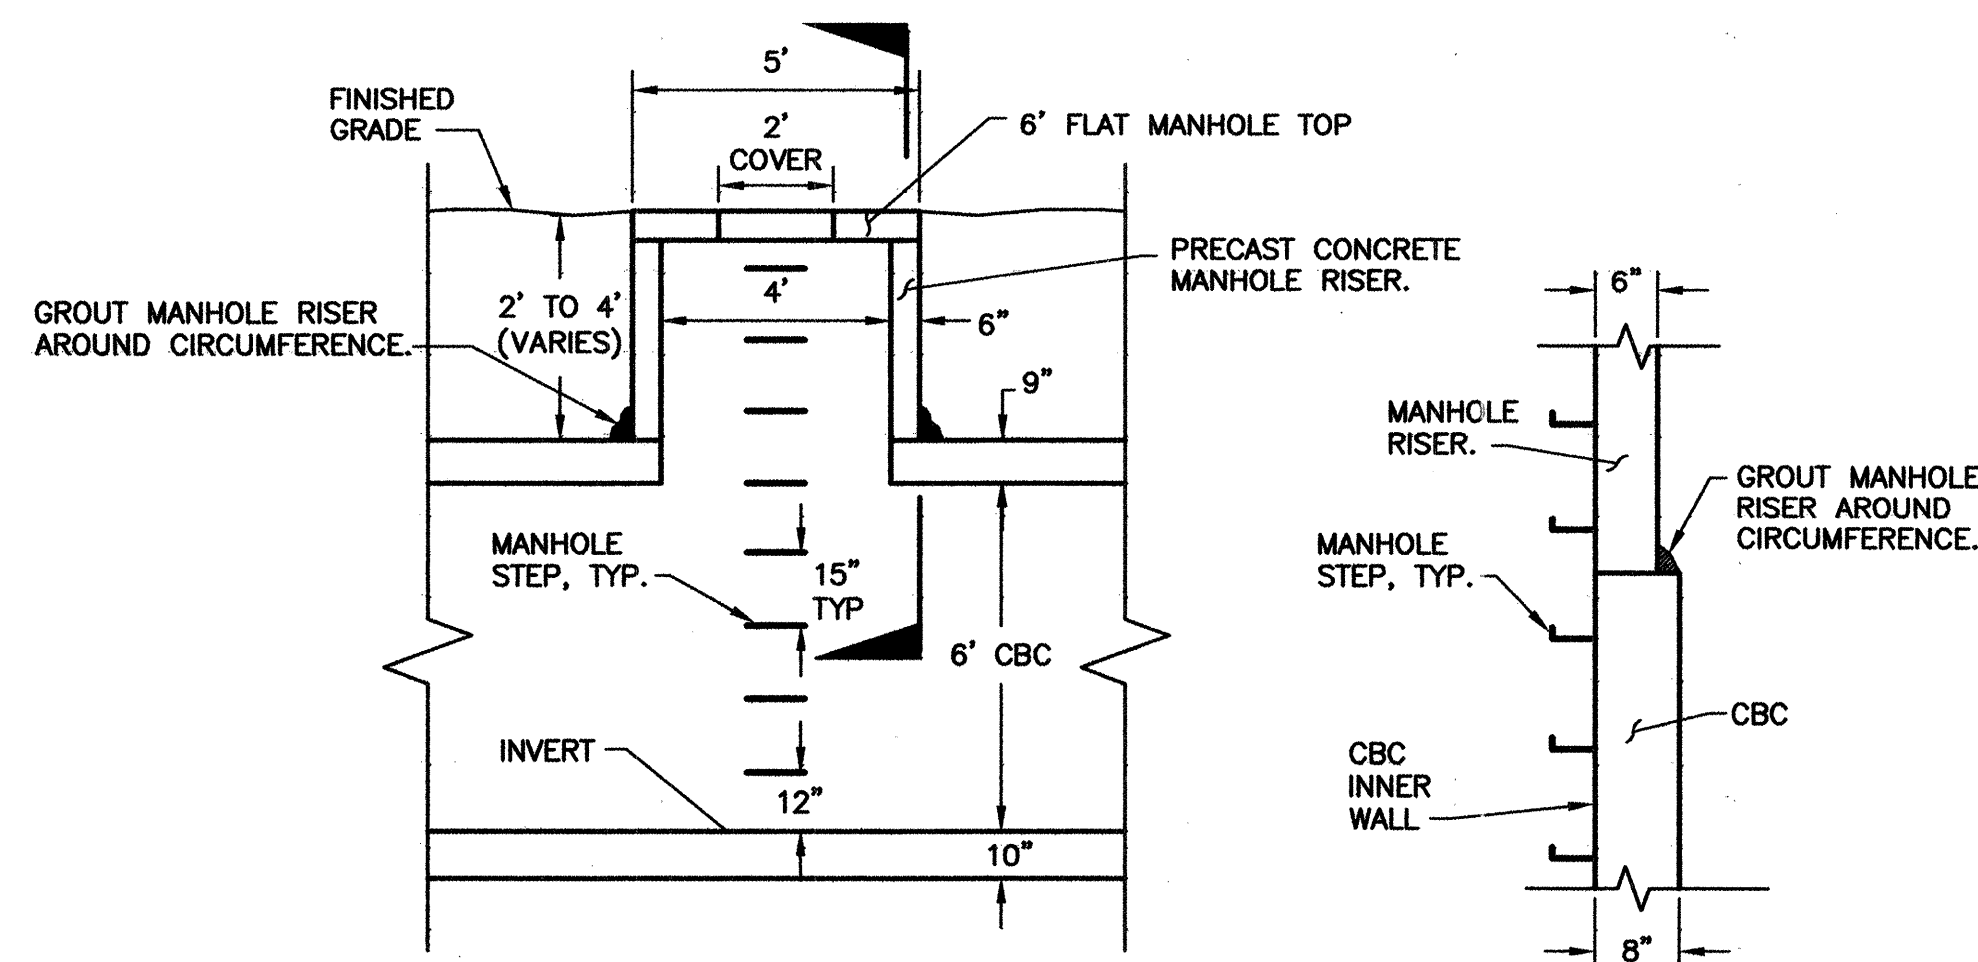 5'
FINISHED
GRADE
2'
COVER
6' FLAT MANHOLE TOP
PRECAST CONCRETE
MANHOLE RISER.
GROUT MANHOLE RISER
AROUND CIRCUMFERENCE.
2' TO 4'
(VARIES)
4'
6"
9"
MANHOLE
STEP, TYP.
15"
TYP
6' CBC
INVERT
12"
10"
6"
MANHOLE
RISER.
GROUT MANHOLE
RISER AROUND
CIRCUMFERENCE.
MANHOLE
STEP, TYP.
CBC
CBC
INNER
WALL
8"